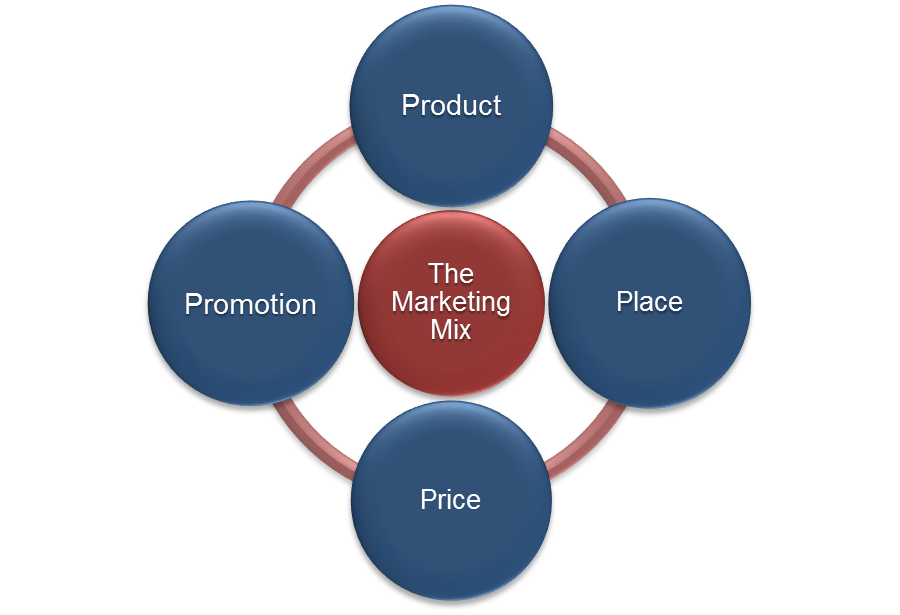 Product
Promotion
The
Marketing
Mix
Place
Price